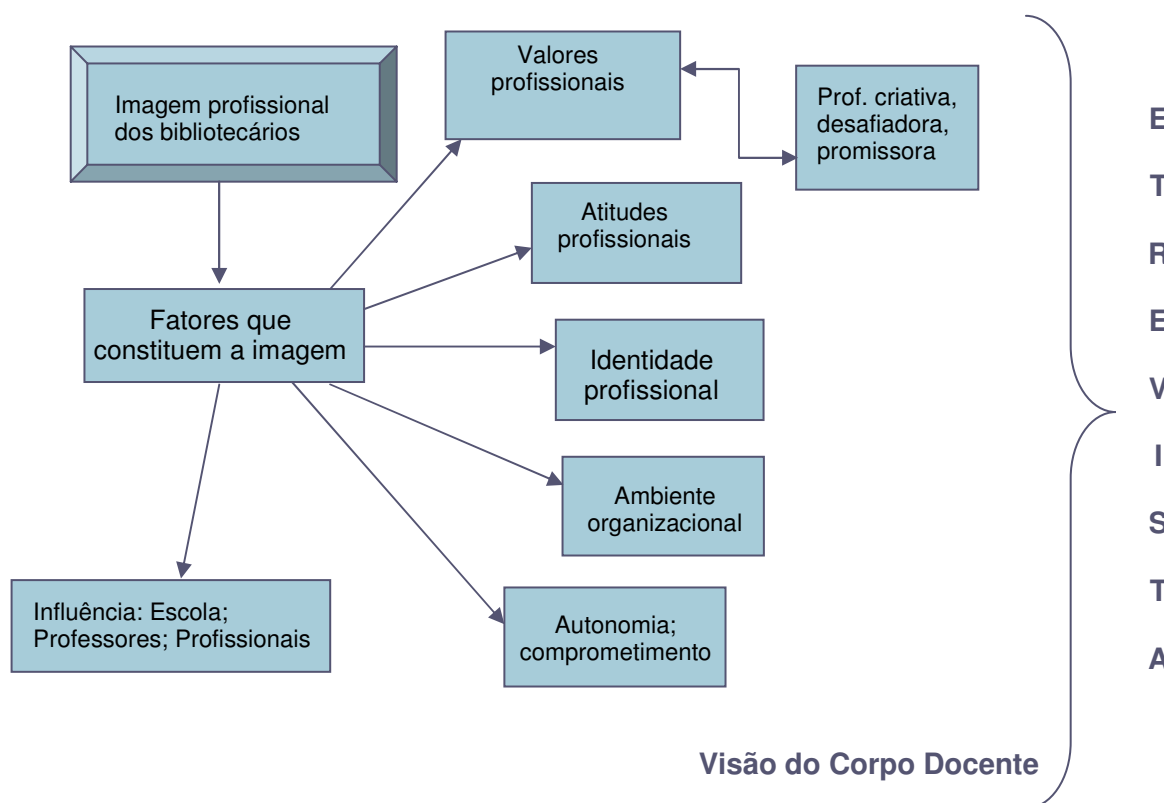 Imagem profissional
dos bibliotecários
Valores
profissionais
Prof. criativa,
desafiadora,
promissora
Atitudes
profissionais
Fatores que
constituem a imagem
Identidade
profissional
Ambiente
organizacional
Influência: Escola;
Professores; Profissionais
Autonomia;
comprometimento
Visão do Corpo Docente
E
T
R
E
V
I
S
T
A